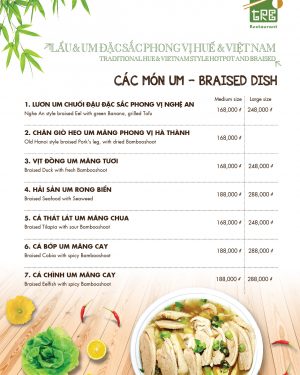 tre
Restaurant
LẨU & UM ĐẶC SẮC PHONG VỊ HUẾ & VIỆT NAM
TRADITIONAL HUE & VIETNAM STYLE HOTPOT AND BRAISED
CÁC MÓN UM - BRAISED DISH
Medium size Large size
1. LƯƠN UM CHUỐI ĐẬU ĐẶC SẮC PHONG VỊ NGHỆ AN 168,000 ₫ 248,000 ₫
Nghe An style braised Eel with green Banana, grilled Tofu
2. CHÂN GIÒ HEO UM MĂNG PHONG VỊ HÀ THÀNH 168,000 ₫
Old Hanoi style braised Pork's leg, with dried Bambooshoot
3. VỊT ĐỒNG UM MĂNG TƯƠI 168,000 ₫ 248,000 ₫
Braised Duck with fresh Bambooshoot
4. HẢI SẢN UM RONG BIỂN 188,000 ₫ 288,000 ₫
Braised Seafood with Seaweed
5. CÁ THÁT LÁT UM MĂNG CHUA 168,000 ₫ 248,000 ₫
Braised Tilapia with sour Bambooshoot
6. CÁ BỚP UM MĂNG CAY 188,000 ₫ 288,000 ₫
Braised Cobia with spicy Bambooshoot
7. CÁ CHÌNH UM MĂNG CAY 188,000 ₫ 288,000 ₫
Braised Eelfish with spicy Bambooshoot